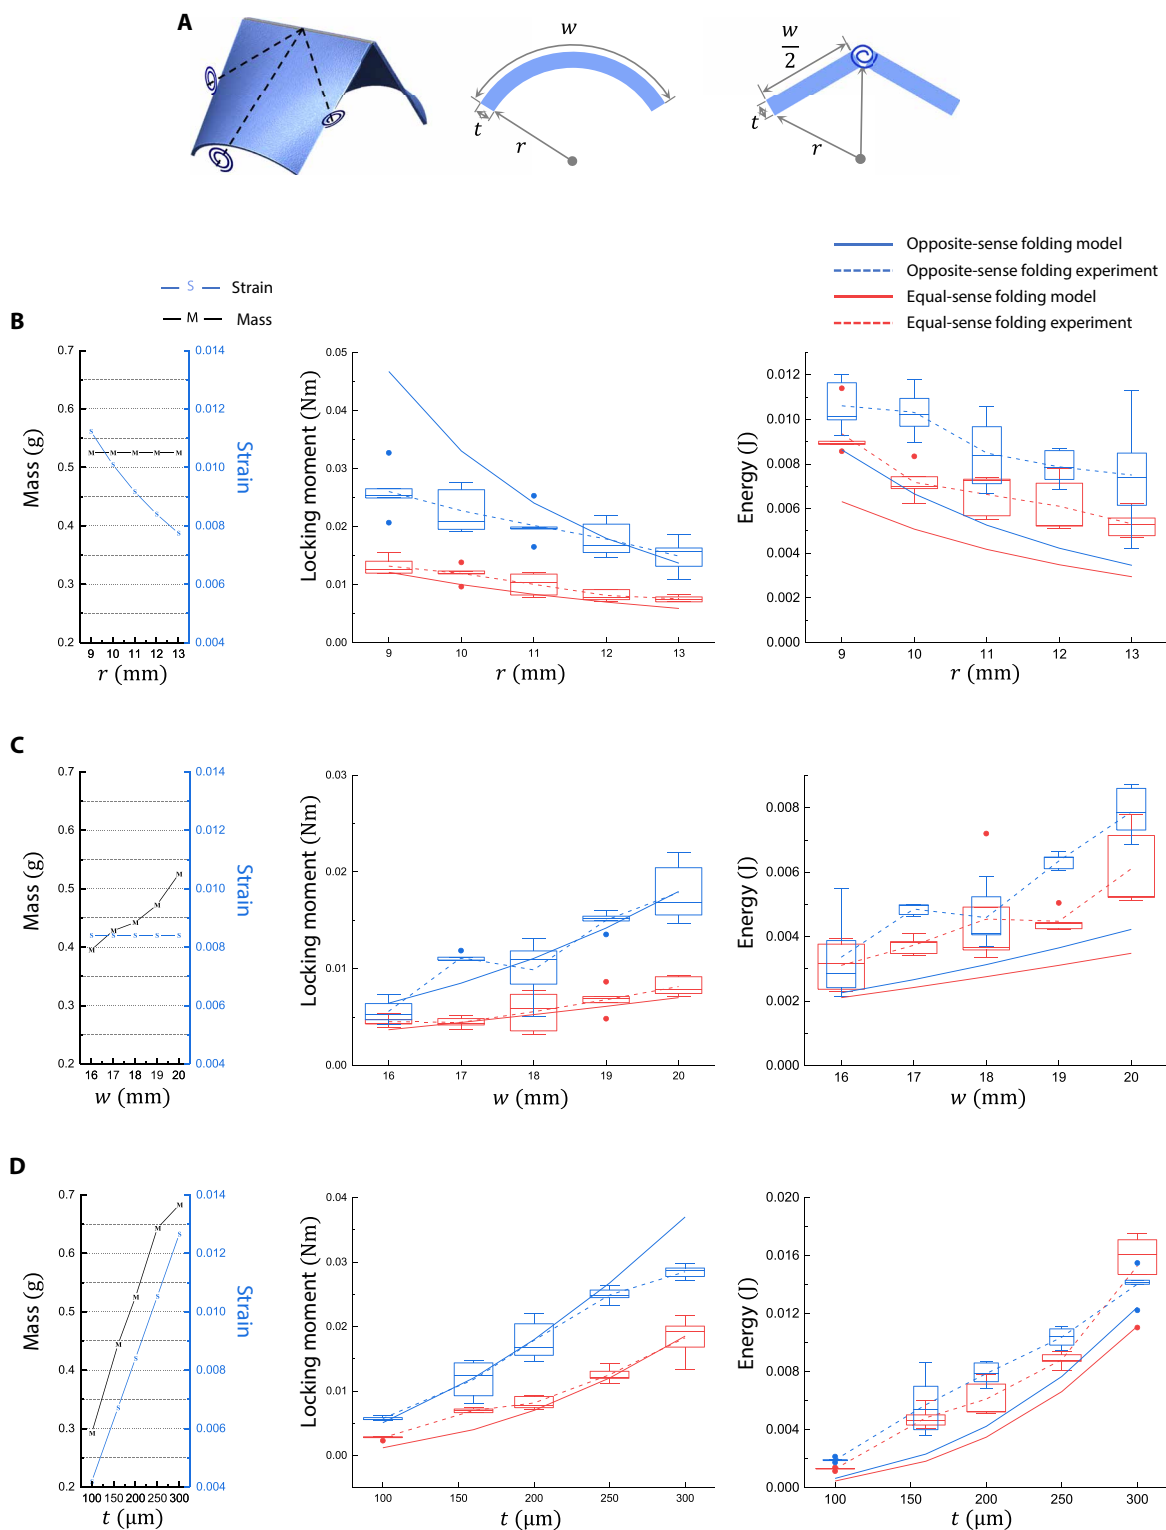 A
w
t
r
w
2
t
r
Opposite-sense folding model
Opposite-sense folding experiment
Equal-sense folding model
Equal-sense folding experiment
S Strain
M Mass
B
Mass (g)
0.7
0.6
0.5
0.4
0.3
0.2
0.014
0.012
0.010
0.008
0.006
0.004
Strain
9 10 11 12 13
r (mm)
Locking moment (Nm)
0.05
0.04
0.03
0.02
0.01
0.00
9 10 11 12 13
r (mm)
Energy (J)
0.012
0.010
0.008
0.006
0.004
0.002
0.000
9 10 11 12 13
r (mm)
C
Mass (g)
0.7
0.6
0.5
0.4
0.3
0.2
0.014
0.012
0.010
0.008
0.006
0.004
Strain
16 17 18 19 20
w (mm)
Locking moment (Nm)
0.03
0.02
0.01
0.00
16 17 18 19 20
w (mm)
Energy (J)
0.008
0.006
0.004
0.002
0.000
16 17 18 19 20
w (mm)
D
Mass (g)
0.7
0.6
0.5
0.4
0.3
0.2
0.014
0.012
0.010
0.008
0.006
0.004
Strain
100 150 200 250 300
t (μm)
Locking moment (Nm)
0.04
0.03
0.02
0.01
0.00
100 150 200 250 300
t (μm)
Energy (J)
0.020
0.016
0.012
0.008
0.004
0.000
100 150 200 250 300
t (μm)